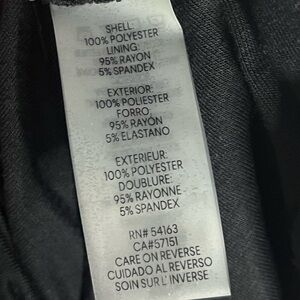 SHELL:
100% POLYESTER
LINING:
95% RAYON
5% SPANDEX
EXTERIOR:
100% POLIESTER
FORRO:
95% RAYÓN
5% ELASTANO
EXTERIEUR:
100% POLYESTER
DOUBLURE:
95% RAYONNE
5% SPANDEX
RN# 54163
CA#57151
CARE ON REVERSE
CUIDADO AL REVERSO
SOIN SUR L'INVERSE